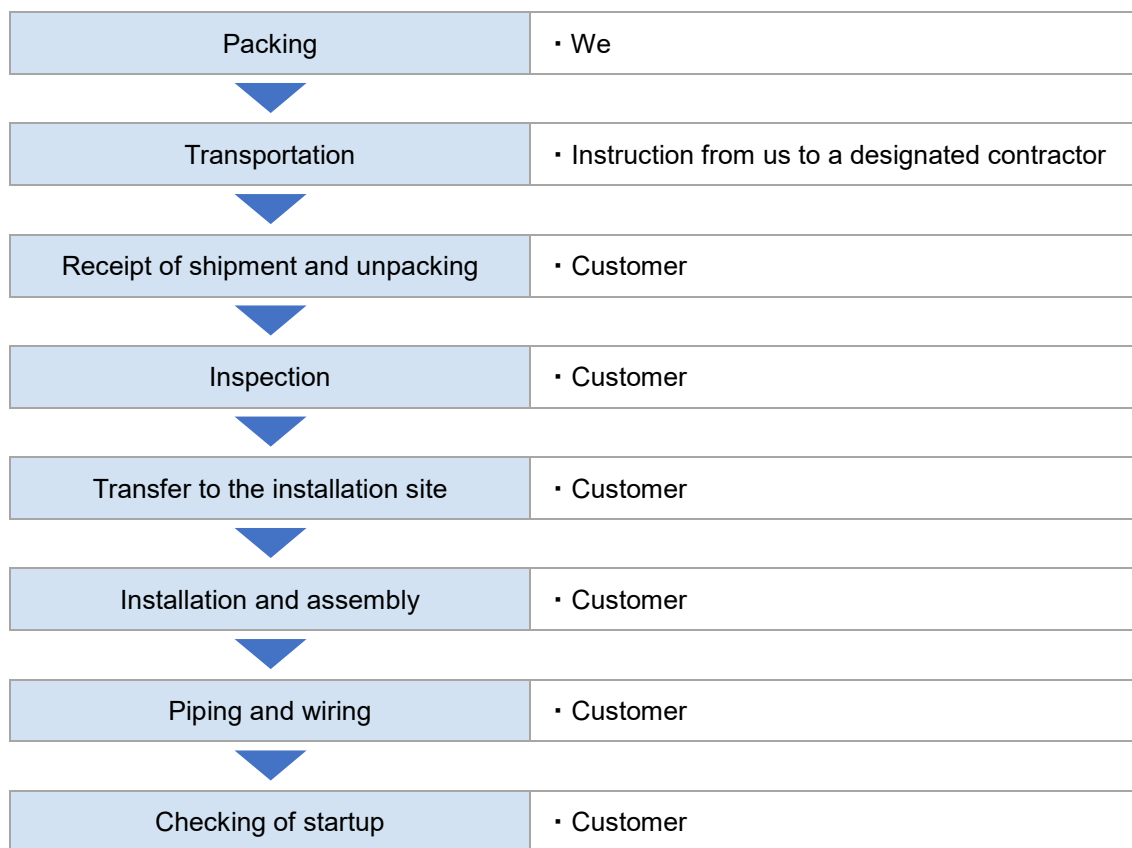 Packing
・We
Transportation
・Instruction from us to a designated contractor
Receipt of shipment and unpacking
・Customer
Inspection
・Customer
Transfer to the installation site
・Customer
Installation and assembly
・Customer
Piping and wiring
・Customer
Checking of startup
・Customer